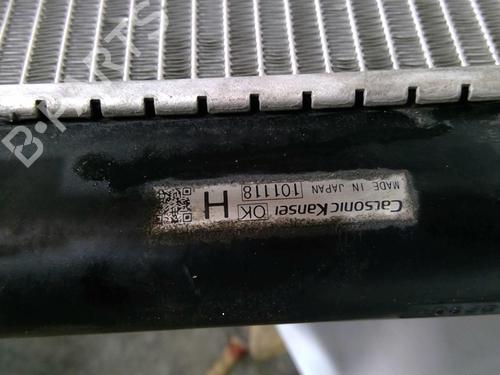 CALSONIC KANSEI
MADE IN JAPAN
OK
101118
H
B-PARTS